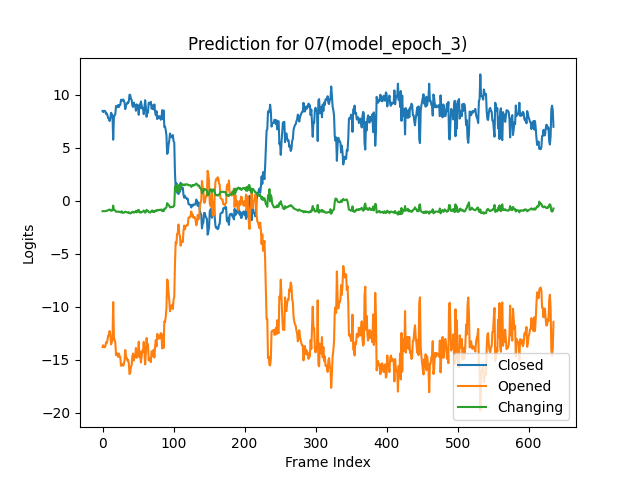 Prediction for 07(model_epoch_3)
Logits
10
5
0
−5
−10
−15
−20
0 100 200 300 400 500 600
Frame Index
Closed
Opened
Changing